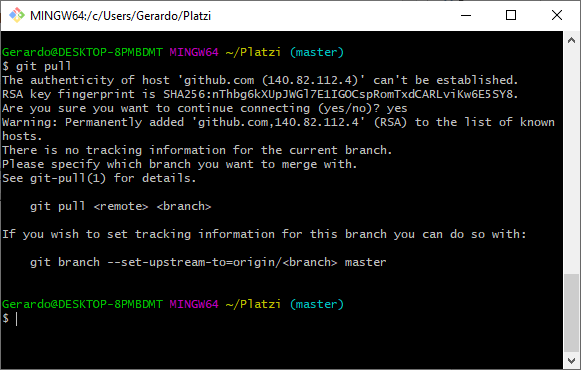 MINGW64:/c/Users/Gerardo/Platzi
Gerardo@DESKTOP-8PMBDMT MINGW64 ~/Platzi (master)
$ git pull
The authenticity of host 'github.com (140.82.112.4)' can't be established.
RSA key fingerprint is SHA256:nThbg6kXUpJWGl7E1IGOCspRomTxdCARLviKw6E5SY8.
Are you sure you want to continue connecting (yes/no)? yes
Warning: Permanently added 'github.com,140.82.112.4' (RSA) to the list of known
hosts.
There is no tracking information for the current branch.
Please specify which branch you want to merge with.
See git-pull(1) for details.
git pull <remote> <branch>
If you wish to set tracking information for this branch you can do so with:
git branch --set-upstream-to=origin/<branch> master
Gerardo@DESKTOP-8PMBDMT MINGW64 ~/Platzi (master)
$